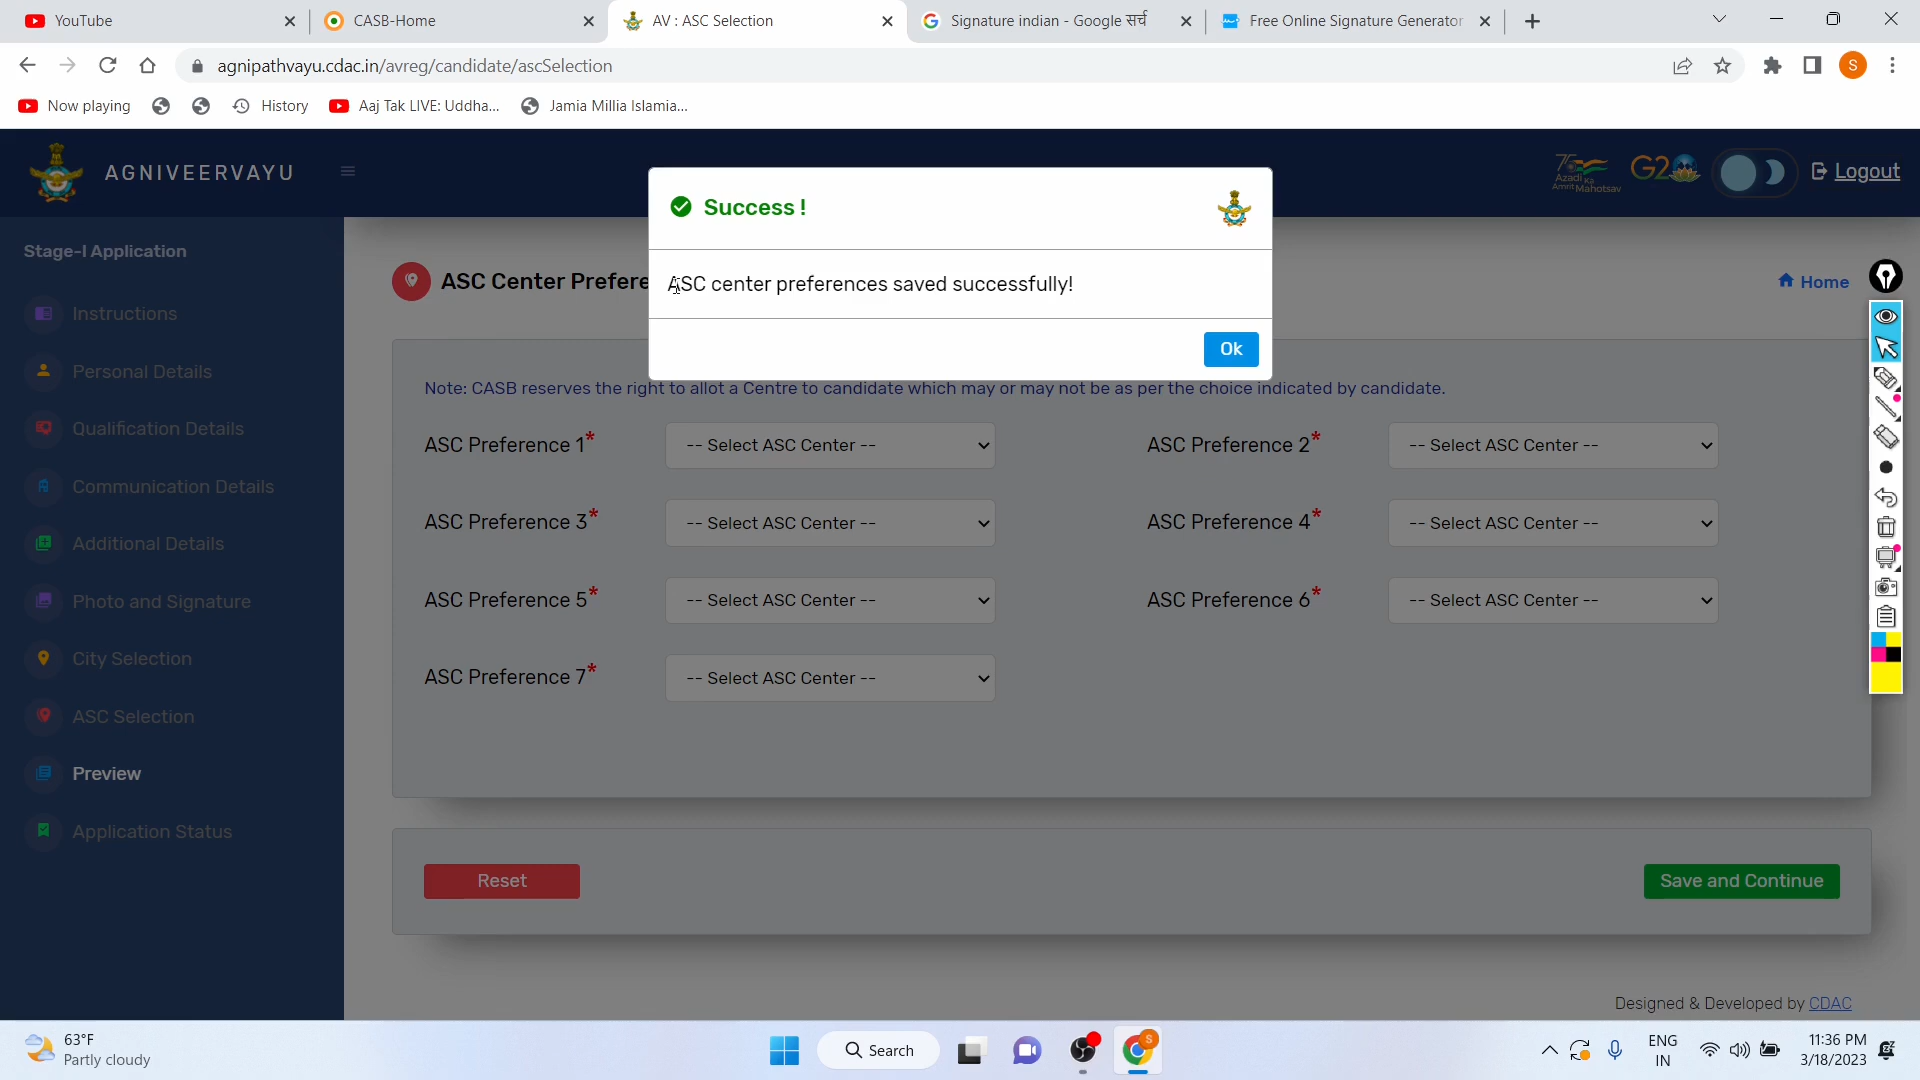 YouTube
CASB-Home
AV : ASC Selection
Signature indian - Google सर्च
Free Online Signature Generator
agnipathvayu.cdac.in/avreg/candidate/ascSelection
S
Now playing
History
Aaj Tak LIVE: Uddha...
Jamia Millia Islamia...
AGNIVEERVAYU
Azadi Ka
Amrit Mahotsav
G20
Logout
Success !
ASC center preferences saved successfully!
Ok
Stage-I Application
Instructions
Personal Details
Qualification Details
Communication Details
Additional Details
Photo and Signature
City Selection
ASC Selection
Preview
Application Status
ASC Center Prefere
Home
Note: CASB reserves the right to allot a Centre to candidate which may or may not be as per the choice indicated by candidate.
ASC Preference 1* -- Select ASC Center --
ASC Preference 2* -- Select ASC Center --
ASC Preference 3* -- Select ASC Center --
ASC Preference 4* -- Select ASC Center --
ASC Preference 5* -- Select ASC Center --
ASC Preference 6* -- Select ASC Center --
ASC Preference 7* -- Select ASC Center --
Reset
Save and Continue
Designed & Developed by CDAC
63°F
Partly cloudy
Search
S
ENG
IN
11:36 PM
3/18/2023